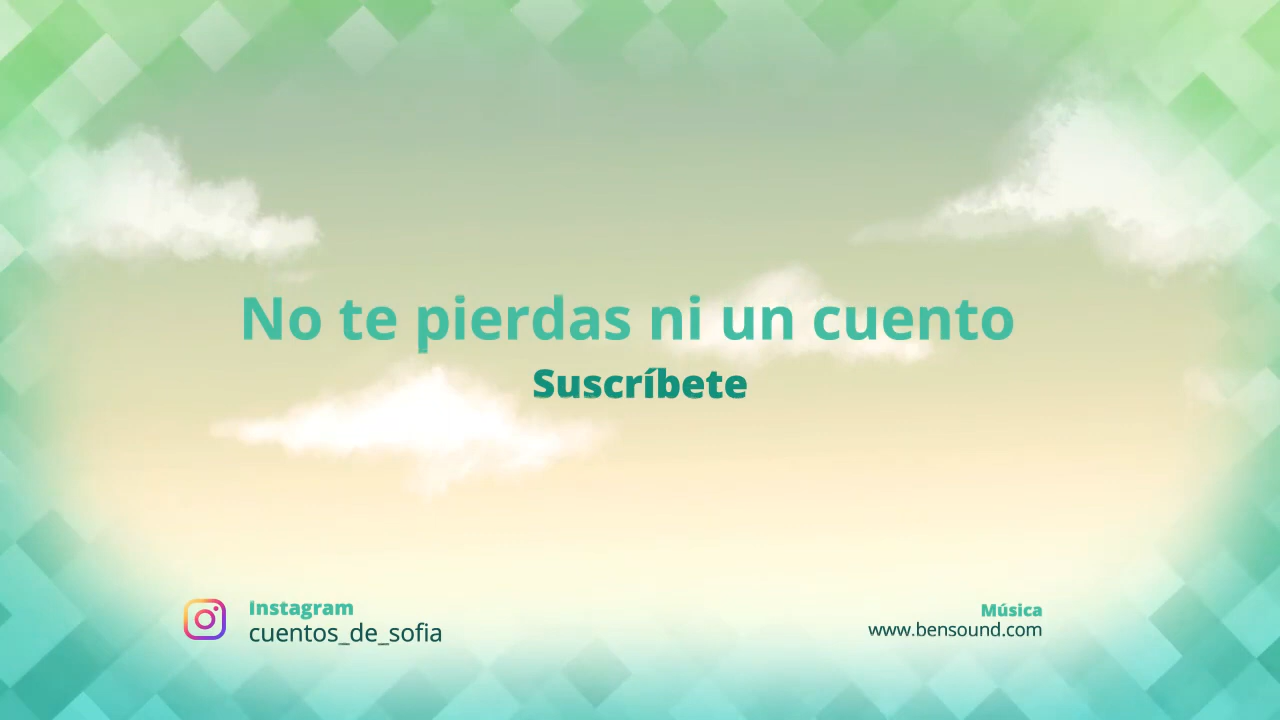 No te pierdas ni un cuento
Suscríbete
Instagram
cuentos_de_sofia
Música
www.bensound.com